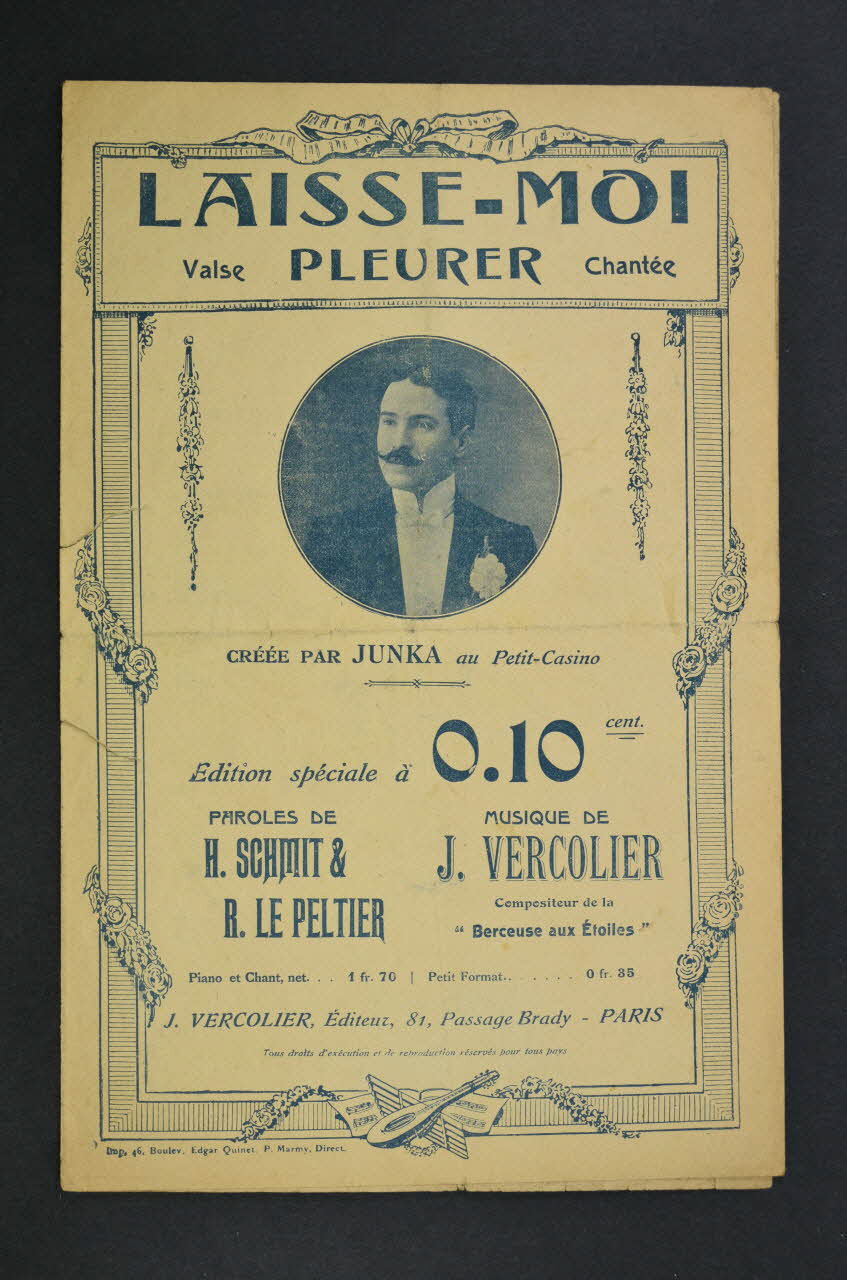 LAISSE-MOI
Valse PLEURER Chantée
CRÉÉE PAR JUNKA au Petit-Casino
Edition spéciale à 0.10 cent.
PAROLES DE
H. SCHMIT &
R. LE PELTIER
MUSIQUE DE
J. VERCOLIER
Compositeur de la
“ Berceuse aux Étoiles ”
Piano et Chant, net. . . 1 fr. 70 | Petit Format. . . . . . . 0 fr. 35
J. VERCOLIER, Éditeur, 81, Passage Brady - PARIS
Tous droits d'exécution et de reproduction réservés pour tous pays
Imp. 46, Boulev. Edgar Quinet. P. Marmy, Direct.